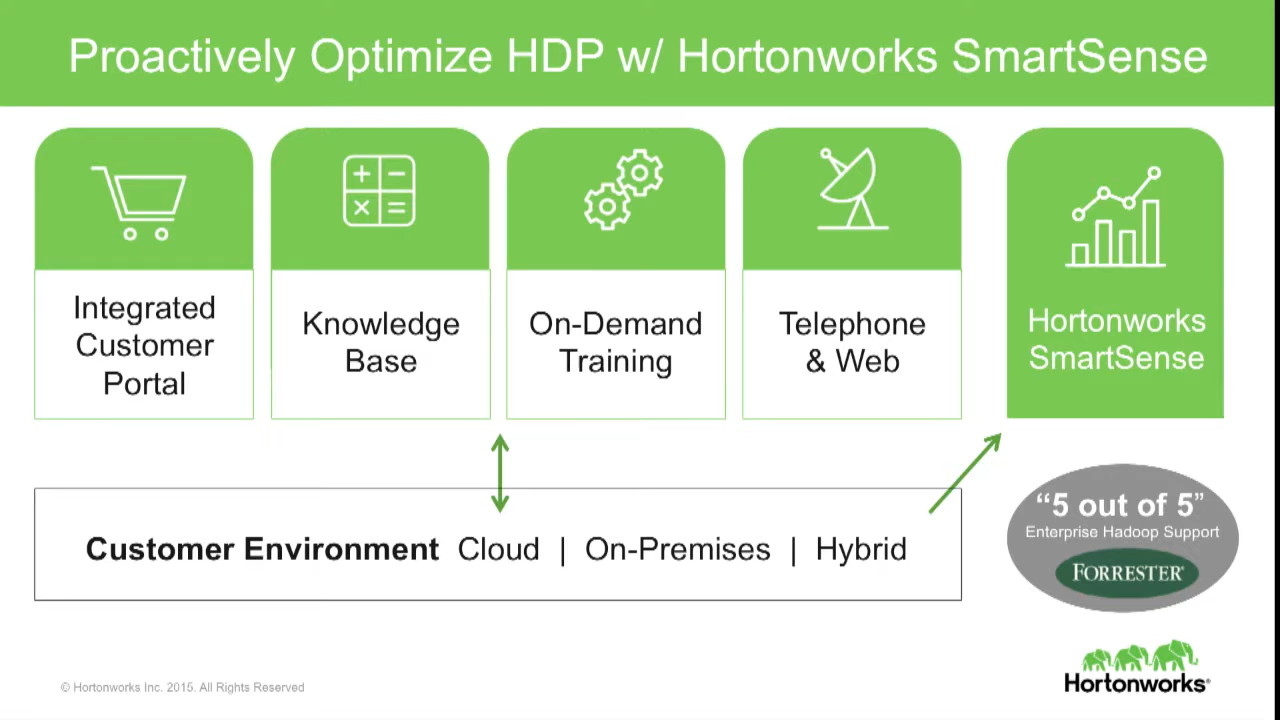 Proactively Optimize HDP w/ Hortonworks SmartSense
Integrated
Customer
Portal
Knowledge
Base
On-Demand
Training
Telephone
& Web
Hortonworks
SmartSense
Customer Environment Cloud | On-Premises | Hybrid
“5 out of 5”
Enterprise Hadoop Support
FORRESTER®
© Hortonworks Inc. 2015. All Rights Reserved
Hortonworks®